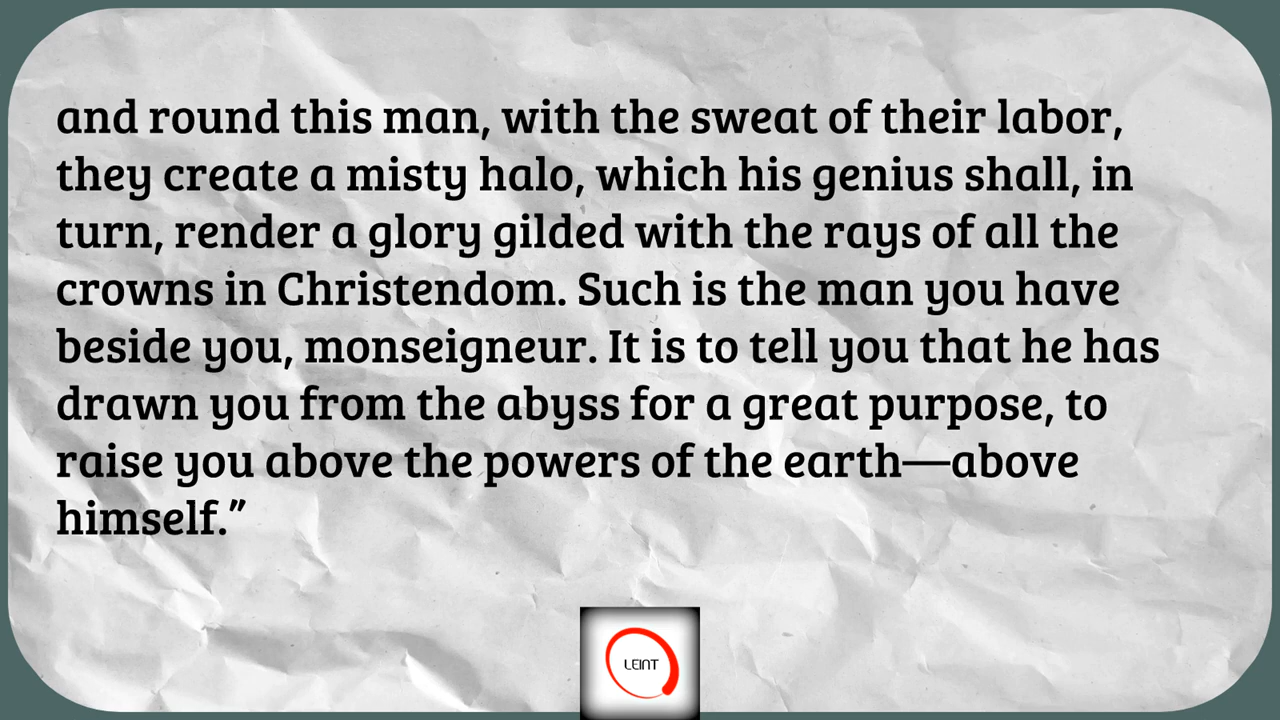 and round this man, with the sweat of their labor,
they create a misty halo, which his genius shall, in
turn, render a glory gilded with the rays of all the
crowns in Christendom. Such is the man you have
beside you, monseigneur. It is to tell you that he has
drawn you from the abyss for a great purpose, to
raise you above the powers of the earth—above
himself.”
LEINT